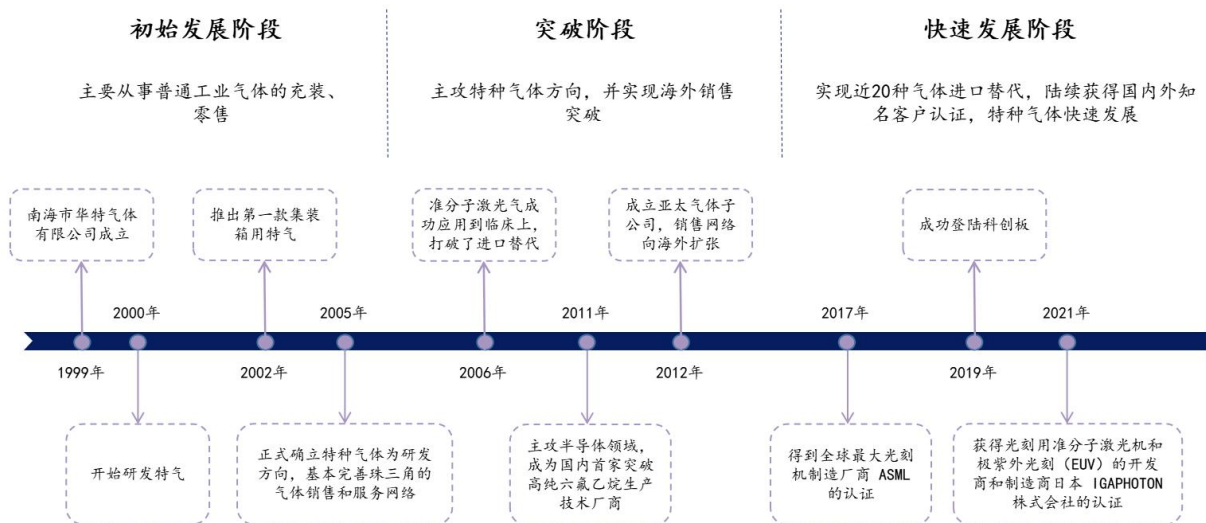 初始发展阶段
突破阶段
快速发展阶段
主要从事普通工业气体的充装、
零售
主攻特种气体方向，并实现海外销售
突破
实现近20种气体进口替代，陆续获得国内外知
名客户认证，特种气体快速发展
南海市华特气体
有限公司成立
推出第一款集装
箱用特气
准分子激光气成
功应用到临床上，
打破了进口替代
成立亚太气体子
公司，销售网络
向海外扩张
成功登陆科创板
2000年
2005年
2011年
2017年
2021年
1999年
2002年
2006年
2012年
2019年
开始研发特气
正式确立特种气体为研发
方向，基本完善珠三角的
气体销售和服务网络
主攻半导体领域，
成为国内首家突破
高纯六氟乙烷生产
技术厂商
得到全球最大光刻
机制造厂商 ASML
的认证
获得光刻用准分子激光机和
极紫外光刻（EUV）的开发
商和制造商日本 IGAPHOTON
株式会社的认证